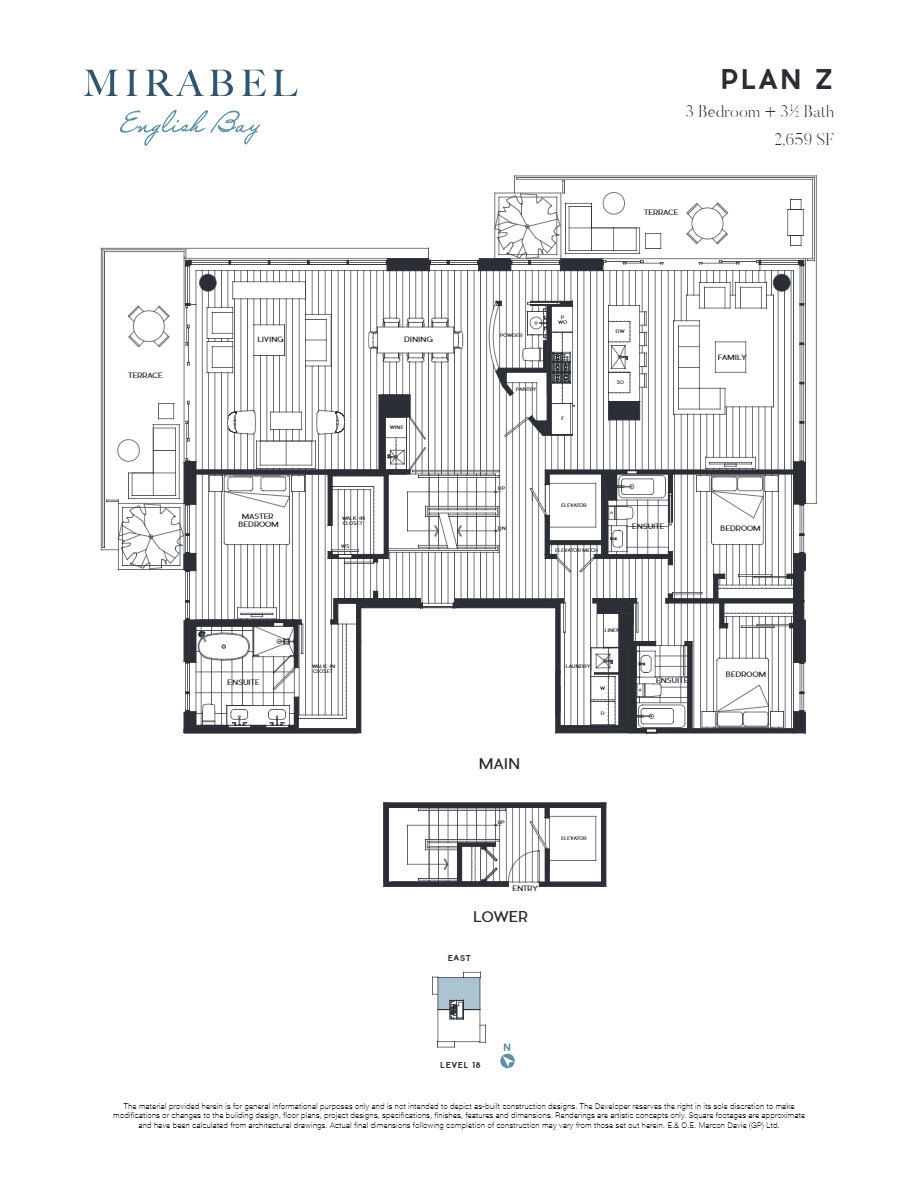 MIRABEL
English Bay
PLAN Z
3 Bedroom + 3½ Bath
2,659 SF
TERRACE
TERRACE
LIVING
DINING
POWDER
P
WO
DW
SO
FAMILY
PANTRY
F
WINE
MASTER
BEDROOM
WALK-IN
CLOSET
WS
UP
DN
ELEVATOR
ELEVATOR MECH
ENSUITE
BEDROOM
ENSUITE
WALK-IN
CLOSET
LINEN
LAUNDRY
W
D
ENSUITE
BEDROOM
MAIN
UP
ELEVATOR
ENTRY
LOWER
EAST
LEVEL 18
N
The material provided herein is for general informational purposes only and is not intended to depict as-built construction designs. The Developer reserves the right in its sole discretion to make
modifications or changes to the building design, floor plans, project designs, specifications, finishes, features and dimensions. Renderings are artistic concepts only. Square footages are approximate
and have been calculated from architectural drawings. Actual final dimensions following completion of construction may vary from those set out herein. E.& O.E. Marcon Davie (GP) Ltd.